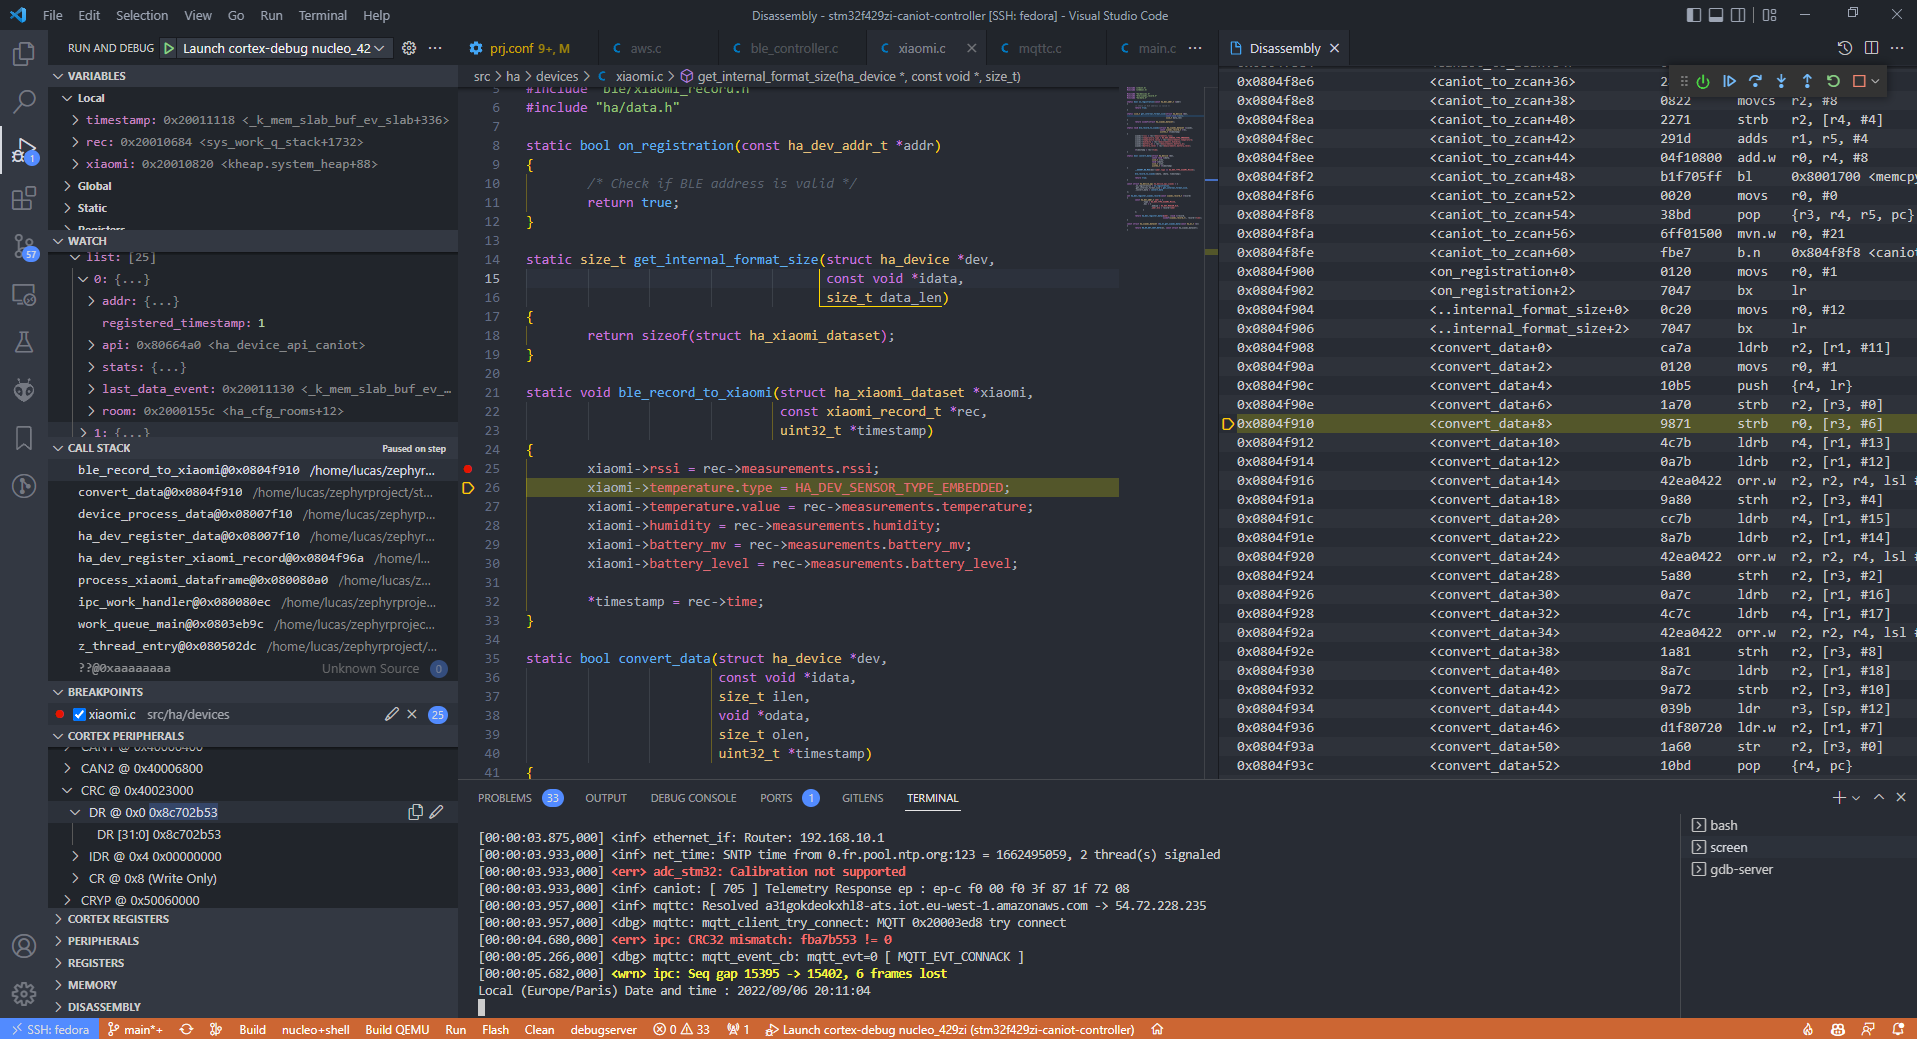 File Edit Selection View Go Run Terminal Help
Disassembly - stm32f429zi-caniot-controller [SSH: fedora] - Visual Studio Code
RUN AND DEBUG Launch cortex-debug nucleo_42
VARIABLES
Local
timestamp: 0x20011118 <_k_mem_slab_buf_ev_slab+336>
rec: 0x20010684 <sys_work_q_stack+1732>
xiaomi: 0x20010820 <kheap.system_heap+88>
Global
Static
Registers
WATCH
list: [25]
0: {...}
addr: {...}
registered_timestamp: 1
api: 0x80664a0 <ha_device_api_caniot>
stats: {...}
last_data_event: 0x20011130 <_k_mem_slab_buf_ev_...
room: 0x2000155c <ha_cfg_rooms+12>
1: {...}
CALL STACK Paused on step
ble_record_to_xiaomi@0x0804f910 /home/lucas/zephyr...
convert_data@0x0804f910 /home/lucas/zephyrproject/st...
device_process_data@0x08007f10 /home/lucas/zephyrp...
ha_dev_register_data@0x08007f10 /home/lucas/zephyr...
ha_dev_register_xiaomi_record@0x0804f96a /home/l...
process_xiaomi_dataframe@0x080080a0 /home/lucas/z...
ipc_work_handler@0x080080ec /home/lucas/zephyrproje...
work_queue_main@0x0803eb9c /home/lucas/zephyrprojec...
z_thread_entry@0x080502dc /home/lucas/zephyrproject/...
??@0xaaaaaaaa Unknown Source 0
BREAKPOINTS
xiaomi.c src/ha/devices 25
CORTEX PERIPHERALS
CAN1 @ 0x40006400
CAN2 @ 0x40006800
CRC @ 0x40023000
DR @ 0x0 0x8c702b53
DR [31:0] 0x8c702b53
IDR @ 0x4 0x00000000
CR @ 0x8 (Write Only)
CRYP @ 0x50060000
CORTEX REGISTERS
PERIPHERALS
REGISTERS
MEMORY
DISASSEMBLY
1
57
prj.conf 9+, M aws.c ble_controller.c xiaomi.c mqttc.c main.c
src > ha > devices > xiaomi.c > get_internal_format_size(ha_device *, const void *, size_t)
5 #include "ble/xiaomi_record.h"
6 #include "ha/data.h"
7
8 static bool on_registration(const ha_dev_addr_t *addr)
9 {
10 /* Check if BLE address is valid */
11 return true;
12 }
13
14 static size_t get_internal_format_size(struct ha_device *dev,
15 const void *idata,
16 size_t data_len)
17 {
18 return sizeof(struct ha_xiaomi_dataset);
19 }
20
21 static void ble_record_to_xiaomi(struct ha_xiaomi_dataset *xiaomi,
22 const xiaomi_record_t *rec,
23 uint32_t *timestamp)
24 {
25 xiaomi->rssi = rec->measurements.rssi;
26 xiaomi->temperature.type = HA_DEV_SENSOR_TYPE_EMBEDDED;
27 xiaomi->temperature.value = rec->measurements.temperature;
28 xiaomi->humidity = rec->measurements.humidity;
29 xiaomi->battery_mv = rec->measurements.battery_mv;
30 xiaomi->battery_level = rec->measurements.battery_level;
31
32 *timestamp = rec->time;
33 }
34
35 static bool convert_data(struct ha_device *dev,
36 const void *idata,
37 size_t ilen,
38 void *odata,
39 size_t olen,
40 uint32_t *timestamp)
41 {
Disassembly
0x0804f8e6 <caniot_to_zcan+36> 2
0x0804f8e8 <caniot_to_zcan+38> 0822 movcs r2, #8
0x0804f8ea <caniot_to_zcan+40> 2271 strb r2, [r4, #4]
0x0804f8ec <caniot_to_zcan+42> 291d adds r1, r5, #4
0x0804f8ee <caniot_to_zcan+44> 04f10800 add.w r0, r4, #8
0x0804f8f2 <caniot_to_zcan+48> b1f705ff bl 0x8001700 <memcpy
0x0804f8f6 <caniot_to_zcan+52> 0020 movs r0, #0
0x0804f8f8 <caniot_to_zcan+54> 38bd pop {r3, r4, r5, pc}
0x0804f8fa <caniot_to_zcan+56> 6ff01500 mvn.w r0, #21
0x0804f8fe <caniot_to_zcan+60> fbe7 b.n 0x804f8f8 <caniot
0x0804f900 <on_registration+0> 0120 movs r0, #1
0x0804f902 <on_registration+2> 7047 bx lr
0x0804f904 <..internal_format_size+0> 0c20 movs r0, #12
0x0804f906 <..internal_format_size+2> 7047 bx lr
0x0804f908 <convert_data+0> ca7a ldrb r2, [r1, #11]
0x0804f90a <convert_data+2> 0120 movs r0, #1
0x0804f90c <convert_data+4> 10b5 push {r4, lr}
0x0804f90e <convert_data+6> 1a70 strb r2, [r3, #0]
0x0804f910 <convert_data+8> 9871 strb r0, [r3, #6]
0x0804f912 <convert_data+10> 4c7b ldrb r4, [r1, #13]
0x0804f914 <convert_data+12> 0a7b ldrb r2, [r1, #12]
0x0804f916 <convert_data+14> 42ea0422 orr.w r2, r2, r4, lsl #
0x0804f91a <convert_data+18> 9a80 strh r2, [r3, #4]
0x0804f91c <convert_data+20> cc7b ldrb r4, [r1, #15]
0x0804f91e <convert_data+22> 8a7b ldrb r2, [r1, #14]
0x0804f920 <convert_data+24> 42ea0422 orr.w r2, r2, r4, lsl #
0x0804f924 <convert_data+28> 5a80 strh r2, [r3, #2]
0x0804f926 <convert_data+30> 0a7c ldrb r2, [r1, #16]
0x0804f928 <convert_data+32> 4c7c ldrb r4, [r1, #17]
0x0804f92a <convert_data+34> 42ea0422 orr.w r2, r2, r4, lsl #
0x0804f92e <convert_data+38> 1a81 strh r2, [r3, #8]
0x0804f930 <convert_data+40> 8a7c ldrb r2, [r1, #18]
0x0804f932 <convert_data+42> 9a72 strb r2, [r3, #10]
0x0804f934 <convert_data+44> 039b ldr r3, [sp, #12]
0x0804f936 <convert_data+46> d1f80720 ldr.w r2, [r1, #7]
0x0804f93a <convert_data+50> 1a60 str r2, [r3, #0]
0x0804f93c <convert_data+52> 10bd pop {r4, pc}
PROBLEMS 33 OUTPUT DEBUG CONSOLE PORTS 1 GITLENS TERMINAL
[00:00:03.875,000] <inf> ethernet_if: Router: 192.168.10.1
[00:00:03.933,000] <inf> net_time: SNTP time from 0.fr.pool.ntp.org:123 = 1662495059, 2 thread(s) signaled
[00:00:03.933,000] <err> adc_stm32: Calibration not supported
[00:00:03.933,000] <inf> caniot: [ 705 ] Telemetry Response ep : ep-c f0 00 f0 3f 87 1f 72 08
[00:00:03.957,000] <inf> mqttc: Resolved a31gokdeokxhl8-ats.iot.eu-west-1.amazonaws.com -> 54.72.228.235
[00:00:03.957,000] <dbg> mqttc: mqtt_client_try_connect: MQTT 0x20003ed8 try connect
[00:00:04.680,000] <err> ipc: CRC32 mismatch: fba7b553 != 0
[00:00:05.266,000] <dbg> mqttc: mqtt_event_cb: mqtt_evt=0 [ MQTT_EVT_CONNACK ]
[00:00:05.682,000] <wrn> ipc: Seq gap 15395 -> 15402, 6 frames lost
Local (Europe/Paris) Date and time : 2022/09/06 20:11:04
bash
screen
gdb-server
SSH: fedora main*+ Build nucleo+shell Build QEMU Run Flash Clean debugserver 0 33 1 Launch cortex-debug nucleo_429zi (stm32f429zi-caniot-controller)